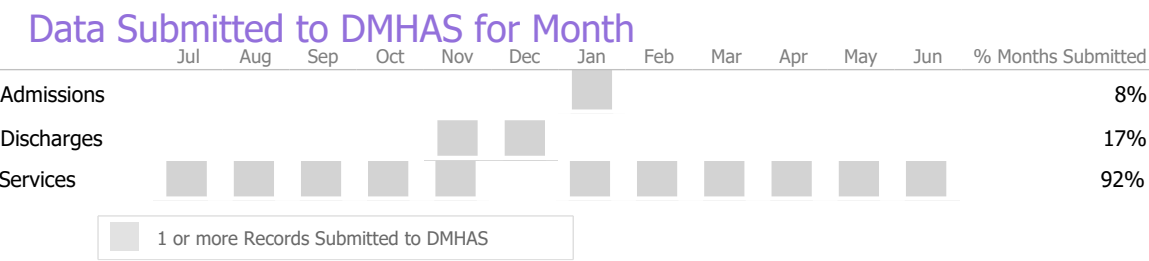 Data Submitted to DMHAS for Month
Jul Aug Sep Oct Nov Dec Jan Feb Mar Apr May Jun % Months Submitted
Admissions 8%
Discharges 17%
Services 92%
1 or more Records Submitted to DMHAS